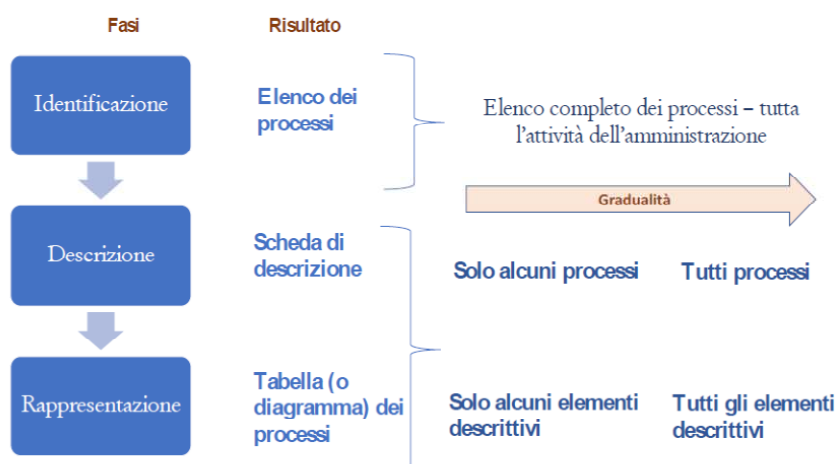 Fasi
Risultato
Identificazione
Elenco dei
processi
Elenco completo dei processi – tutta
l'attività dell'amministrazione
Gradualità
Descrizione
Scheda di
descrizione
Solo alcuni processi
Tutti processi
Rappresentazione
Tabella (o
diagramma) dei
processi
Solo alcuni elementi
descrittivi
Tutti gli elementi
descrittivi